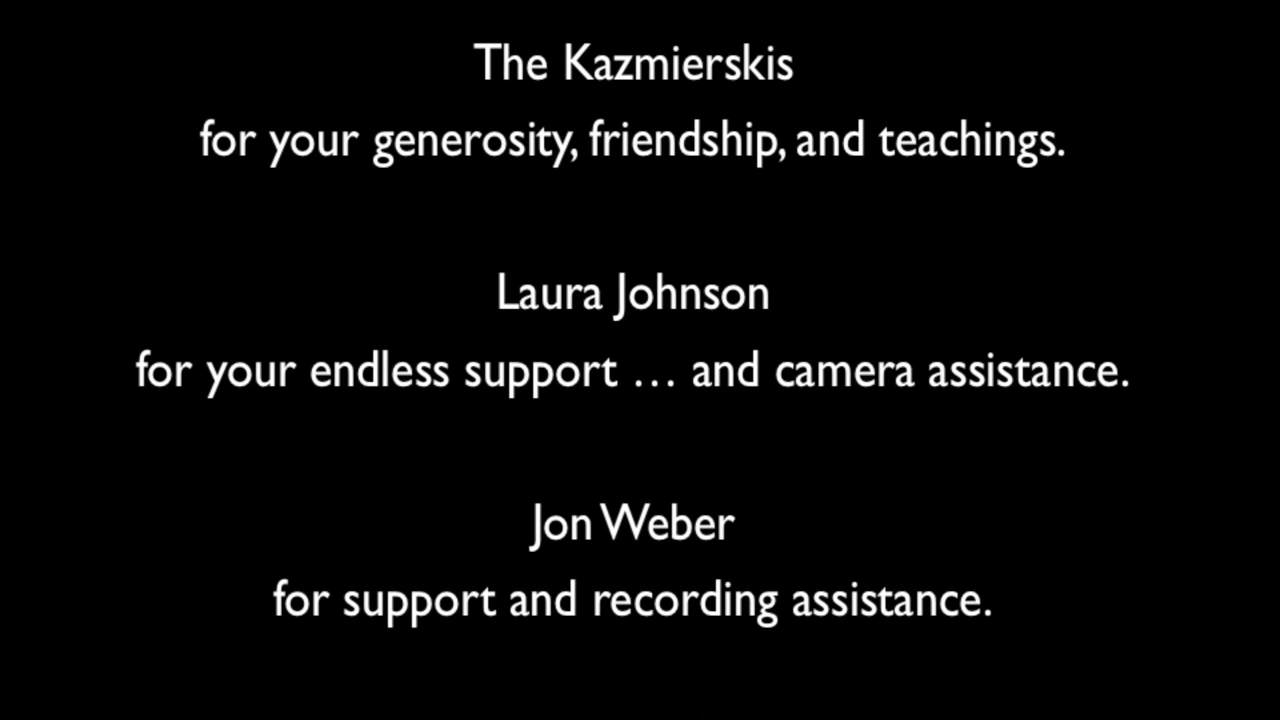 The Kazmierskis
for your generosity, friendship, and teachings.
Laura Johnson
for your endless support … and camera assistance.
Jon Weber
for support and recording assistance.